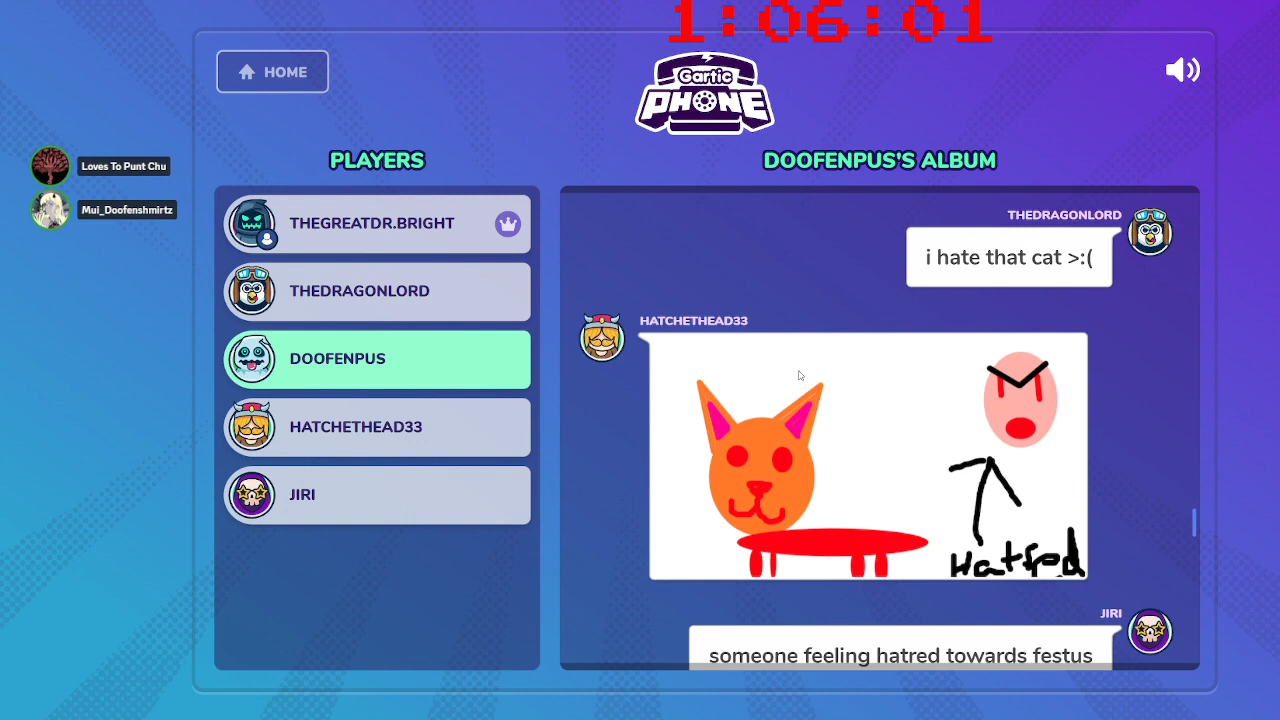 1:06:01
HOME
Gartic
PHONE
Loves To Punt Chu
Mui_Doofenshmirtz
PLAYERS
THEGREATDR.BRIGHT
THEDRAGONLORD
DOOFENPUS
HATCHETHEAD33
JIRI
DOOFENPUS'S ALBUM
THEDRAGONLORD
i hate that cat >:(
HATCHETHEAD33
Hatred
JIRI
someone feeling hatred towards festus